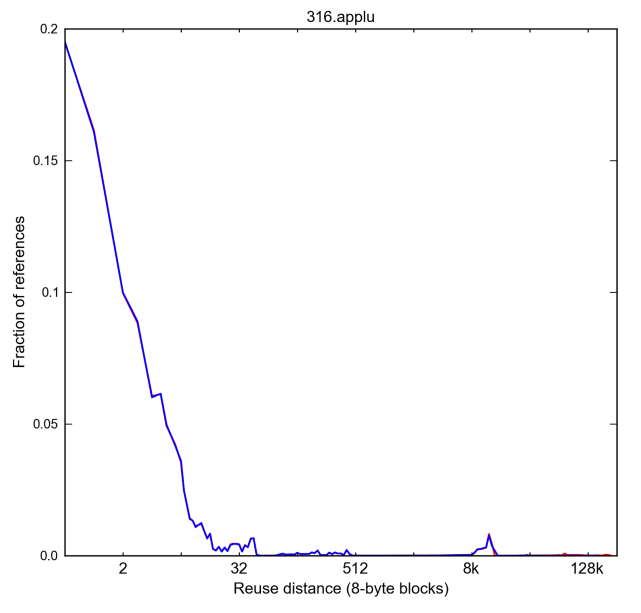 316.applu
0.2
0.15
0.1
0.05
0.0
Fraction of references
2 32 512 8k 128k
Reuse distance (8-byte blocks)